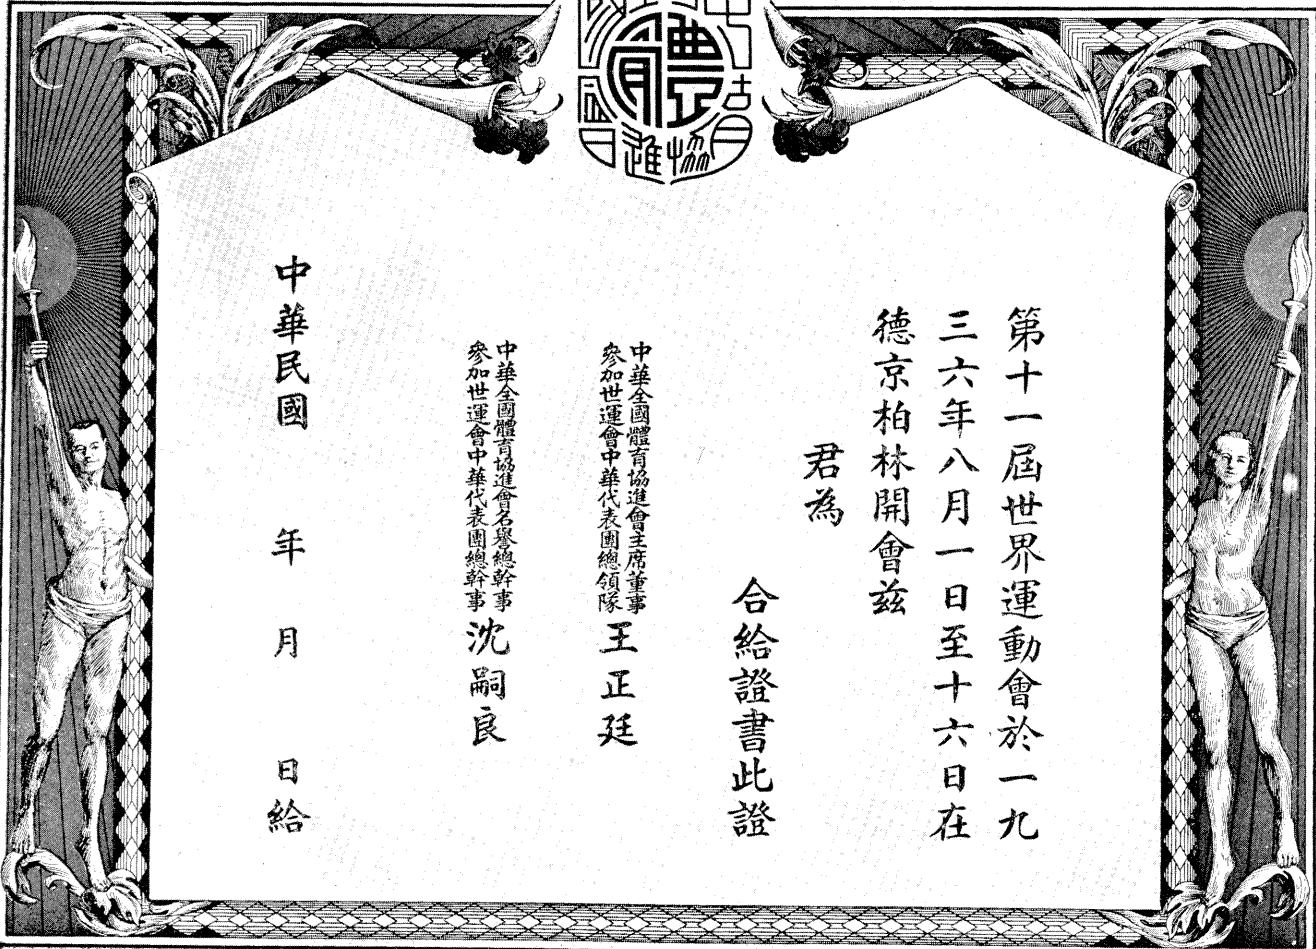 體育
協進
第十一屆世界運動會於一九
三六年八月一日至十六日在
德京柏林開會茲
君為
合給證書此證
中華全國體育協進會主席董事
參加世運會中華代表團總領隊
王正廷
中華全國體育協進會名譽總幹事
參加世運會中華代表團總幹事
沈嗣良
中華民國 年 月 日給